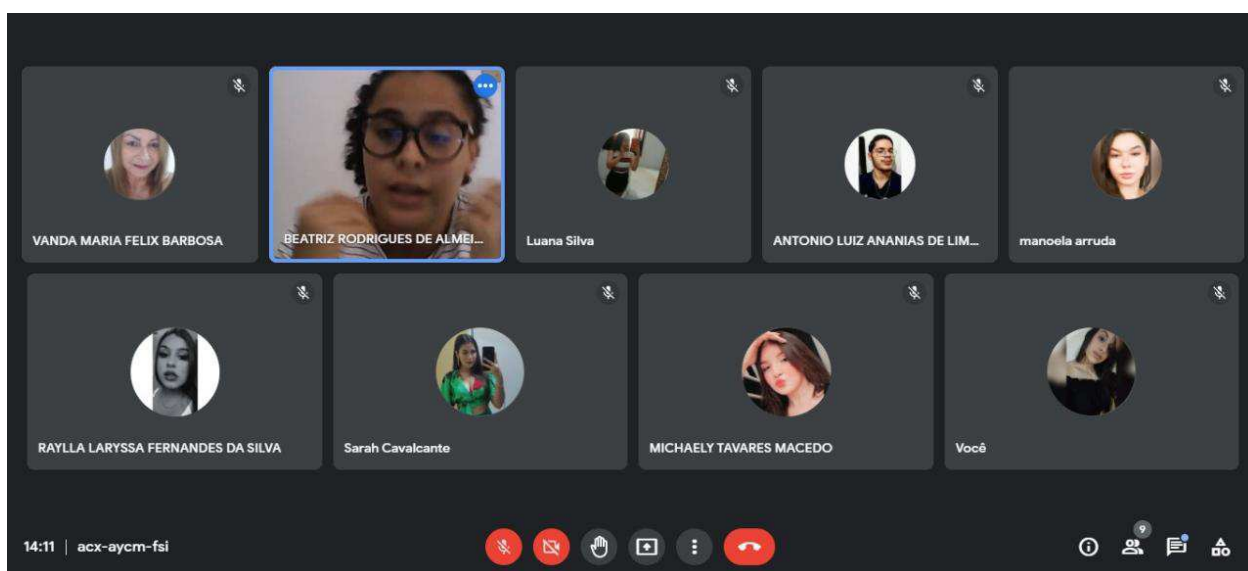 VANDA MARIA FELIX BARBOSA
BEATRIZ RODRIGUES DE ALMEI...
Luana Silva
ANTONIO LUIZ ANANIAS DE LIM...
manoela arruda
RAYLLA LARYSSA FERNANDES DA SILVA
Sarah Cavalcante
MICHAELY TAVARES MACEDO
Você
14:11 | acx-aycm-fsi
9